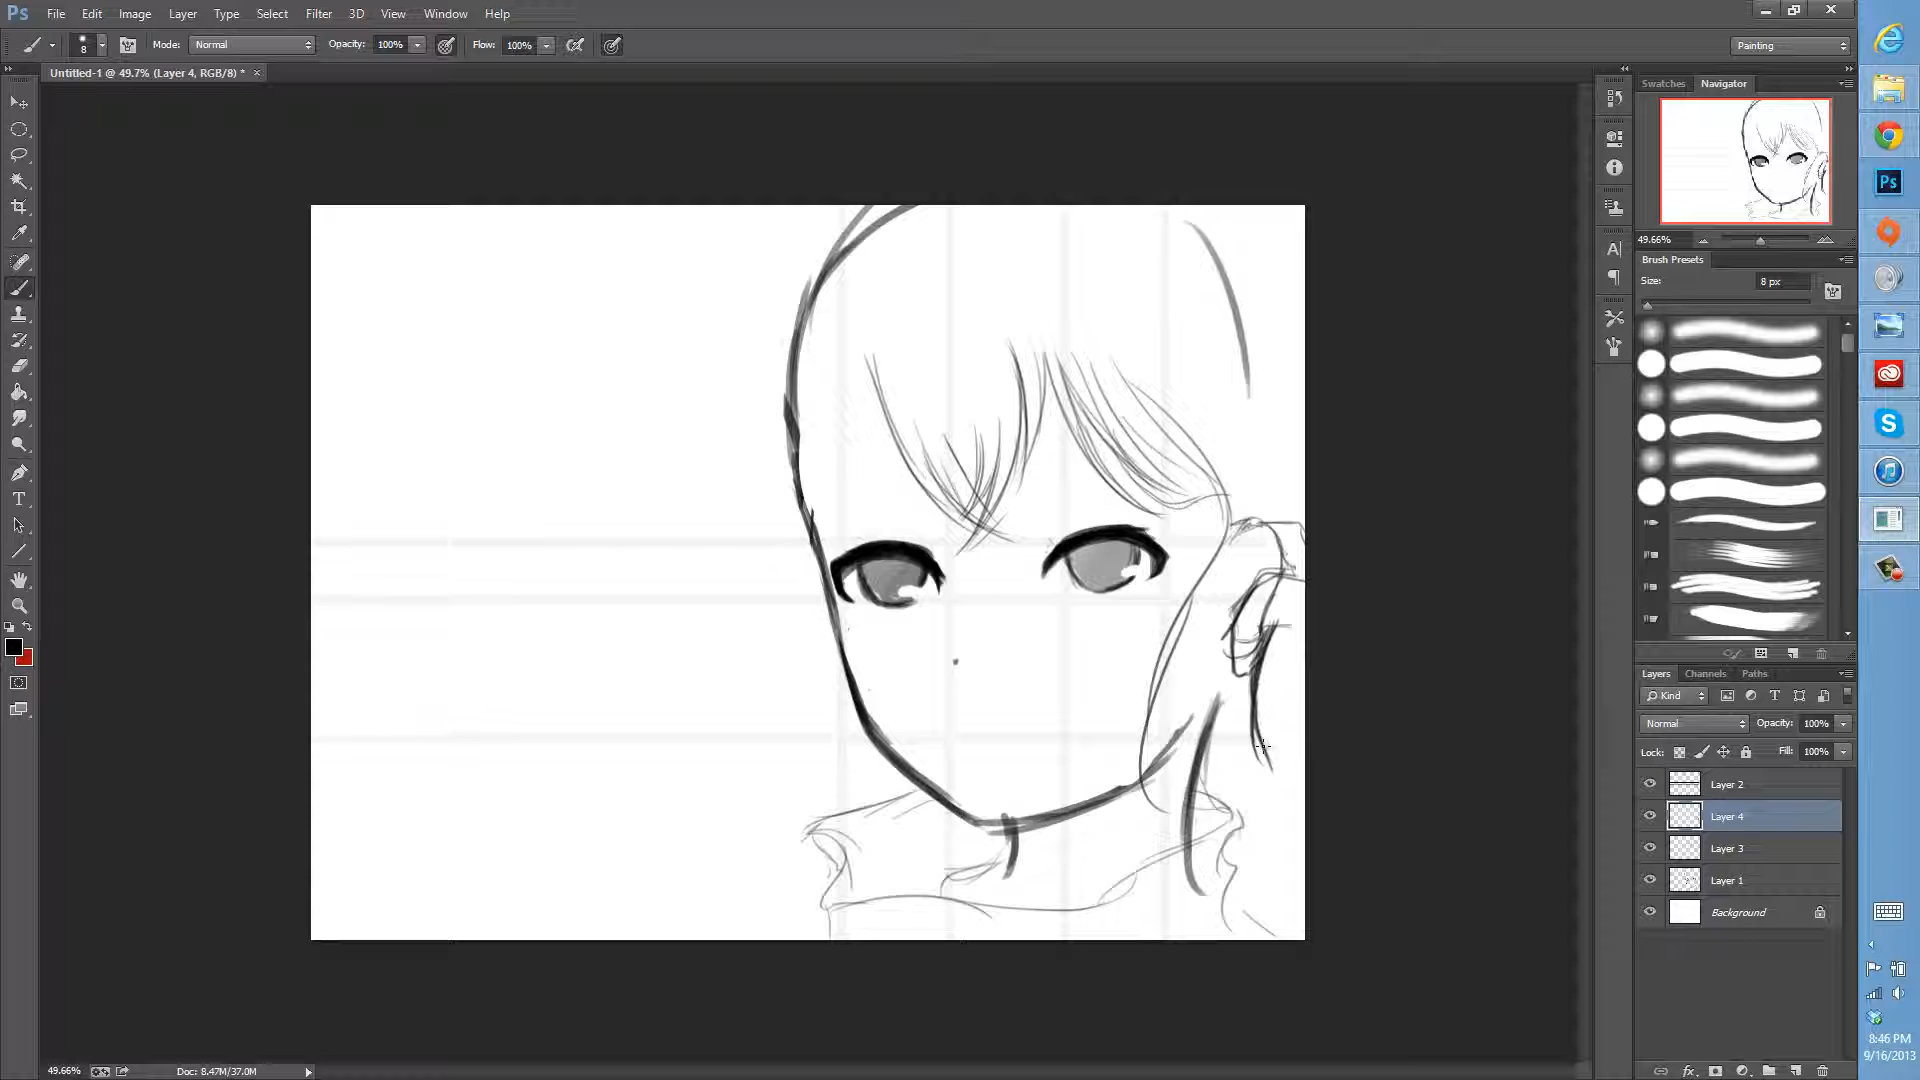 Ps File Edit Image Layer Type Select Filter 3D View Window Help
8 Mode: Normal Opacity: 100% Flow: 100% Painting
Untitled-1 @ 49.7% (Layer 4, RGB/8) * ×
Swatches Navigator
49.66%
Brush Presets
Size: 8 px
Layers Channels Paths
Kind
Normal Opacity: 100%
Lock: Fill: 100%
Layer 2
Layer 4
Layer 3
Layer 1
Background
fx
49.66% Doc: 8.47M/37.0M
Ps
S
8:46 PM
9/16/2013